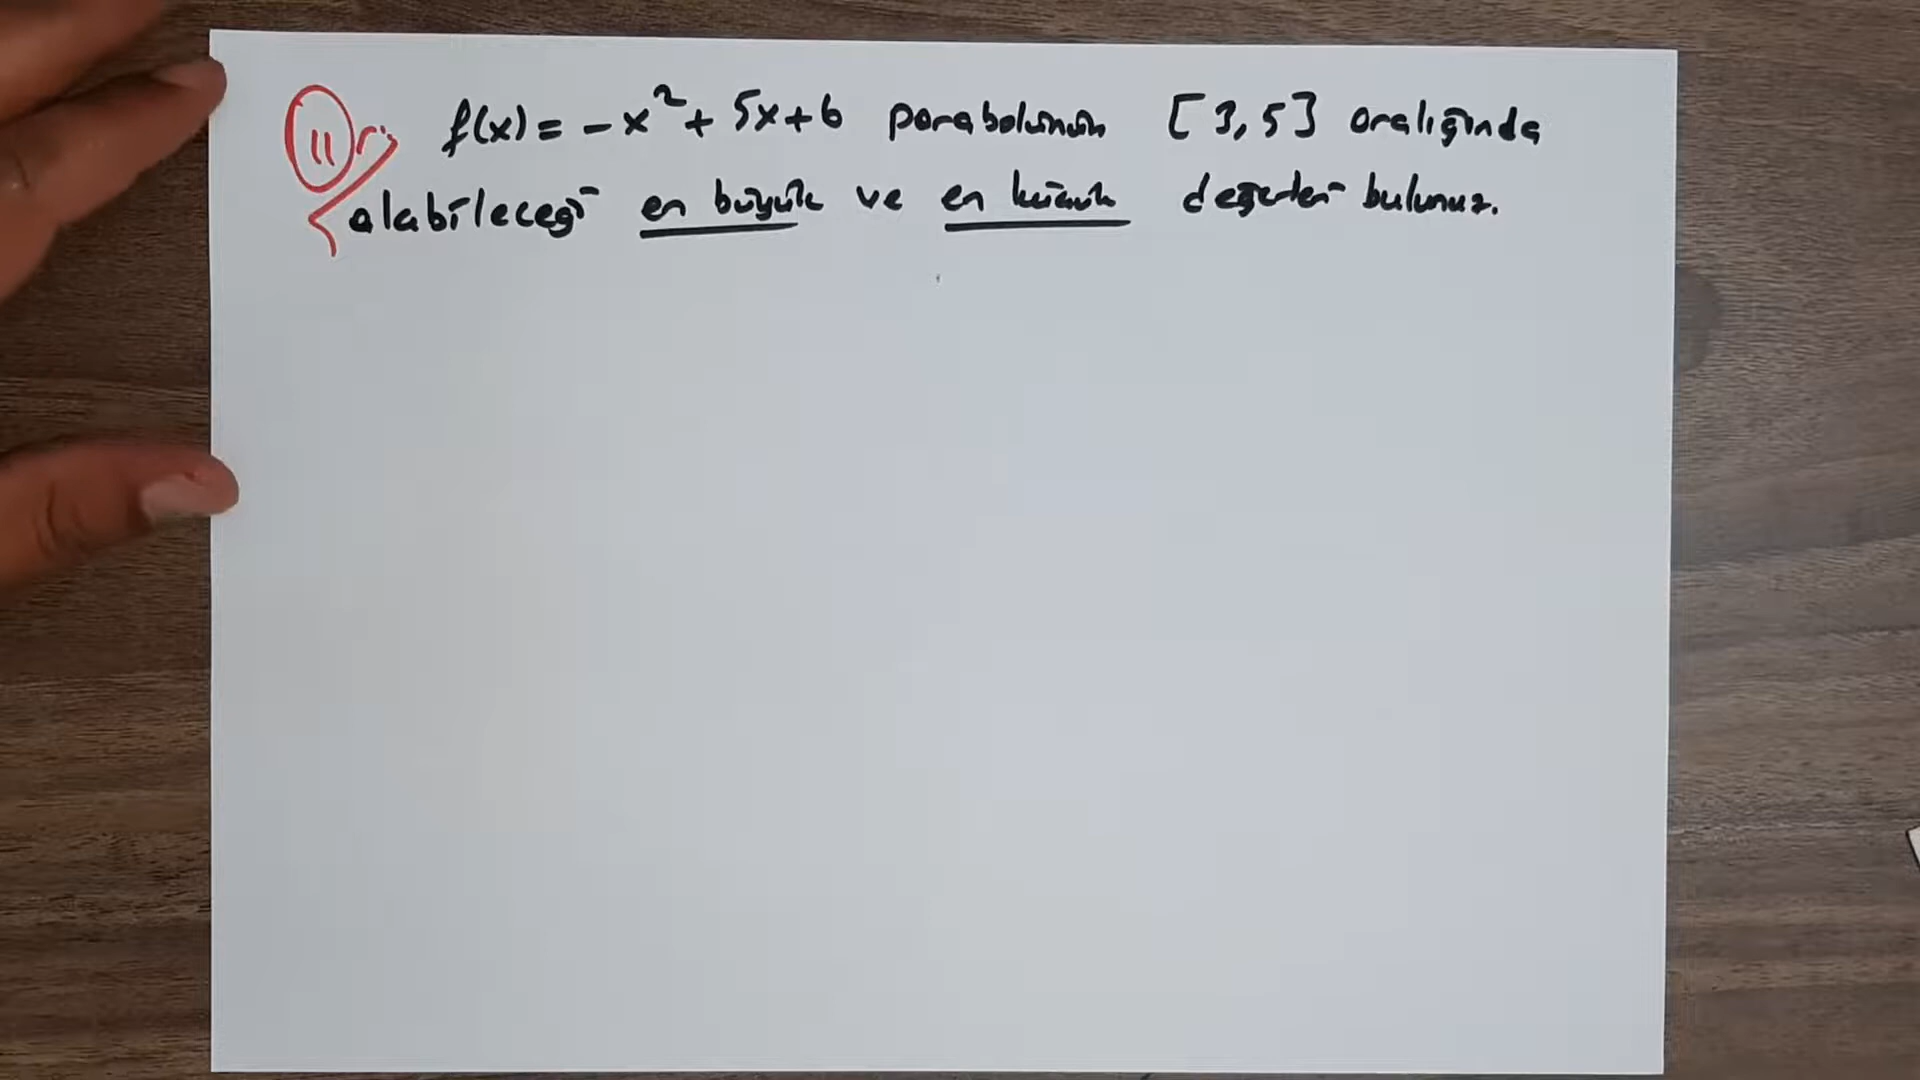 11) f(x) = -x² + 5x + 6 parabolünün [3,5] aralığında
alabileceği en büyük ve en küçük değerleri bulunuz.